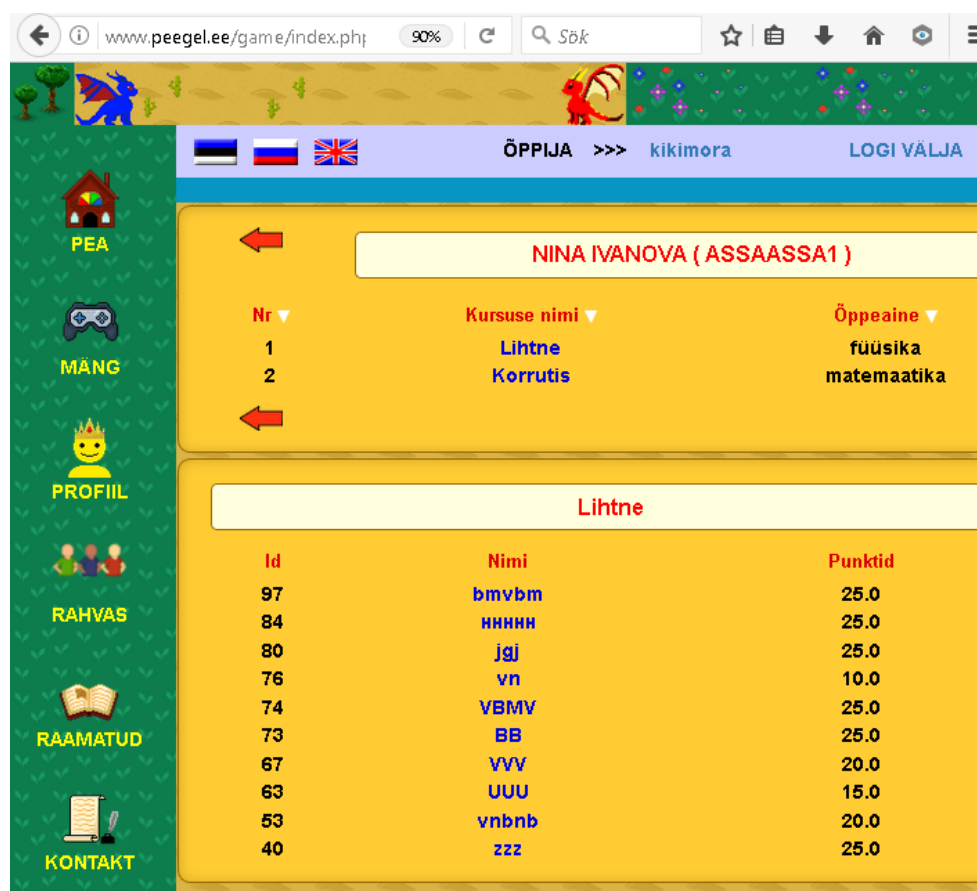 www.peegel.ee/game/index.php 90% Sök
ÕPPIJA >>> kikimora LOGI VÄLJA
PEA
MÄNG
PROFIIL
RAHVAS
RAAMATUD
KONTAKT
NINA IVANOVA ( ASSAASSA1 )
Nr Kursuse nimi Õppeaine
1 Lihtne füüsika
2 Korrutis matemaatika
Lihtne
Id Nimi Punktid
97 bmvbm 25.0
84 ннннн 25.0
80 jgj 25.0
76 vn 10.0
74 VBMV 25.0
73 BB 25.0
67 VVV 20.0
63 UUU 15.0
53 vnbnb 20.0
40 zzz 25.0